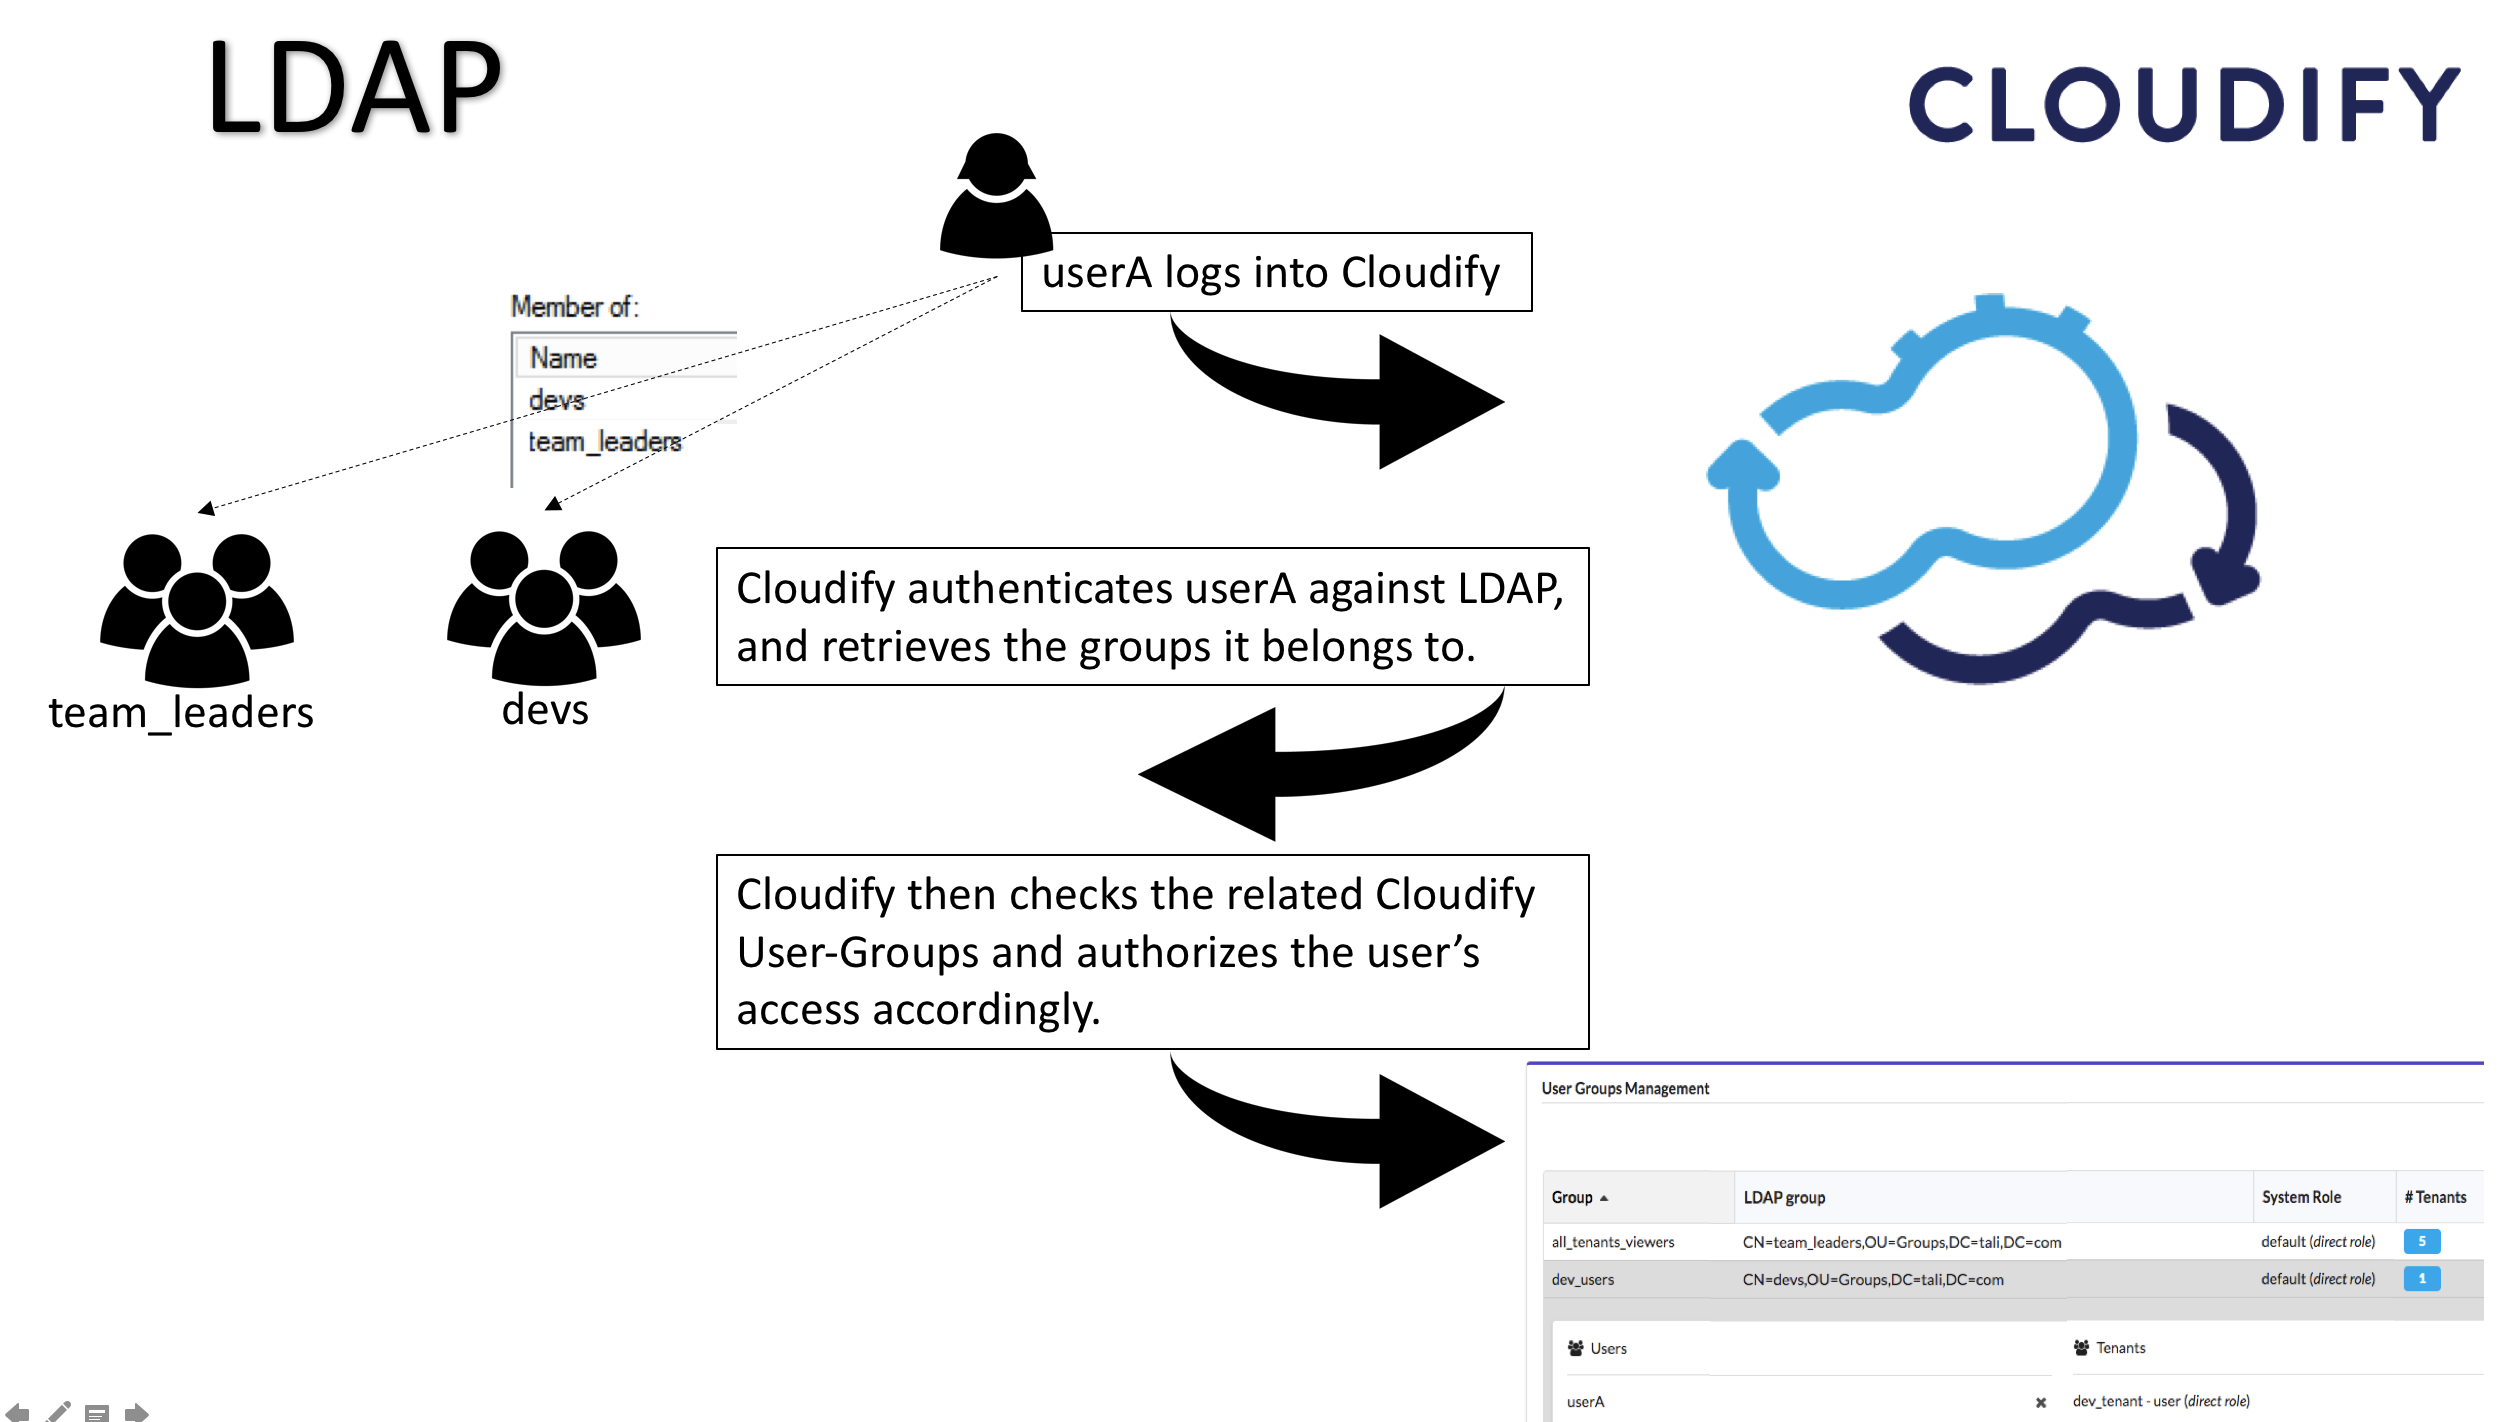 LDAP
CLOUDIFY
userA logs into Cloudify
Member of:
Name
devs
team_leaders
team_leaders
devs
Cloudify authenticates userA against LDAP,
and retrieves the groups it belongs to.
Cloudify then checks the related Cloudify
User-Groups and authorizes the user’s
access accordingly.
User Groups Management
Group LDAP group System Role # Tenants
all_tenants_viewers CN=team_leaders,OU=Groups,DC=tali,DC=com default (direct role) 5
dev_users CN=devs,OU=Groups,DC=tali,DC=com default (direct role) 1
Users Tenants
userA dev_tenant - user (direct role)